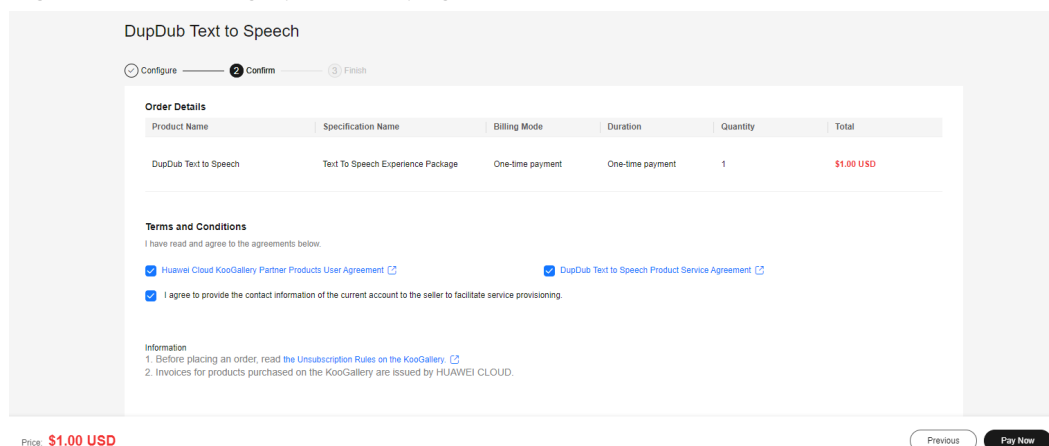 DupDub Text to Speech
Configure 2 Confirm 3 Finish
Order Details
Product Name Specification Name Billing Mode Duration Quantity Total
DupDub Text to Speech Text To Speech Experience Package One-time payment One-time payment 1 $1.00 USD
Terms and Conditions
I have read and agree to the agreements below.
Huawei Cloud KooGallery Partner Products User Agreement DupDub Text to Speech Product Service Agreement
I agree to provide the contact information of the current account to the seller to facilitate service provisioning.
Information
1. Before placing an order, read the Unsubscription Rules on the KooGallery.
2. Invoices for products purchased on the KooGallery are issued by HUAWEI CLOUD.
Price: $1.00 USD Previous Pay Now